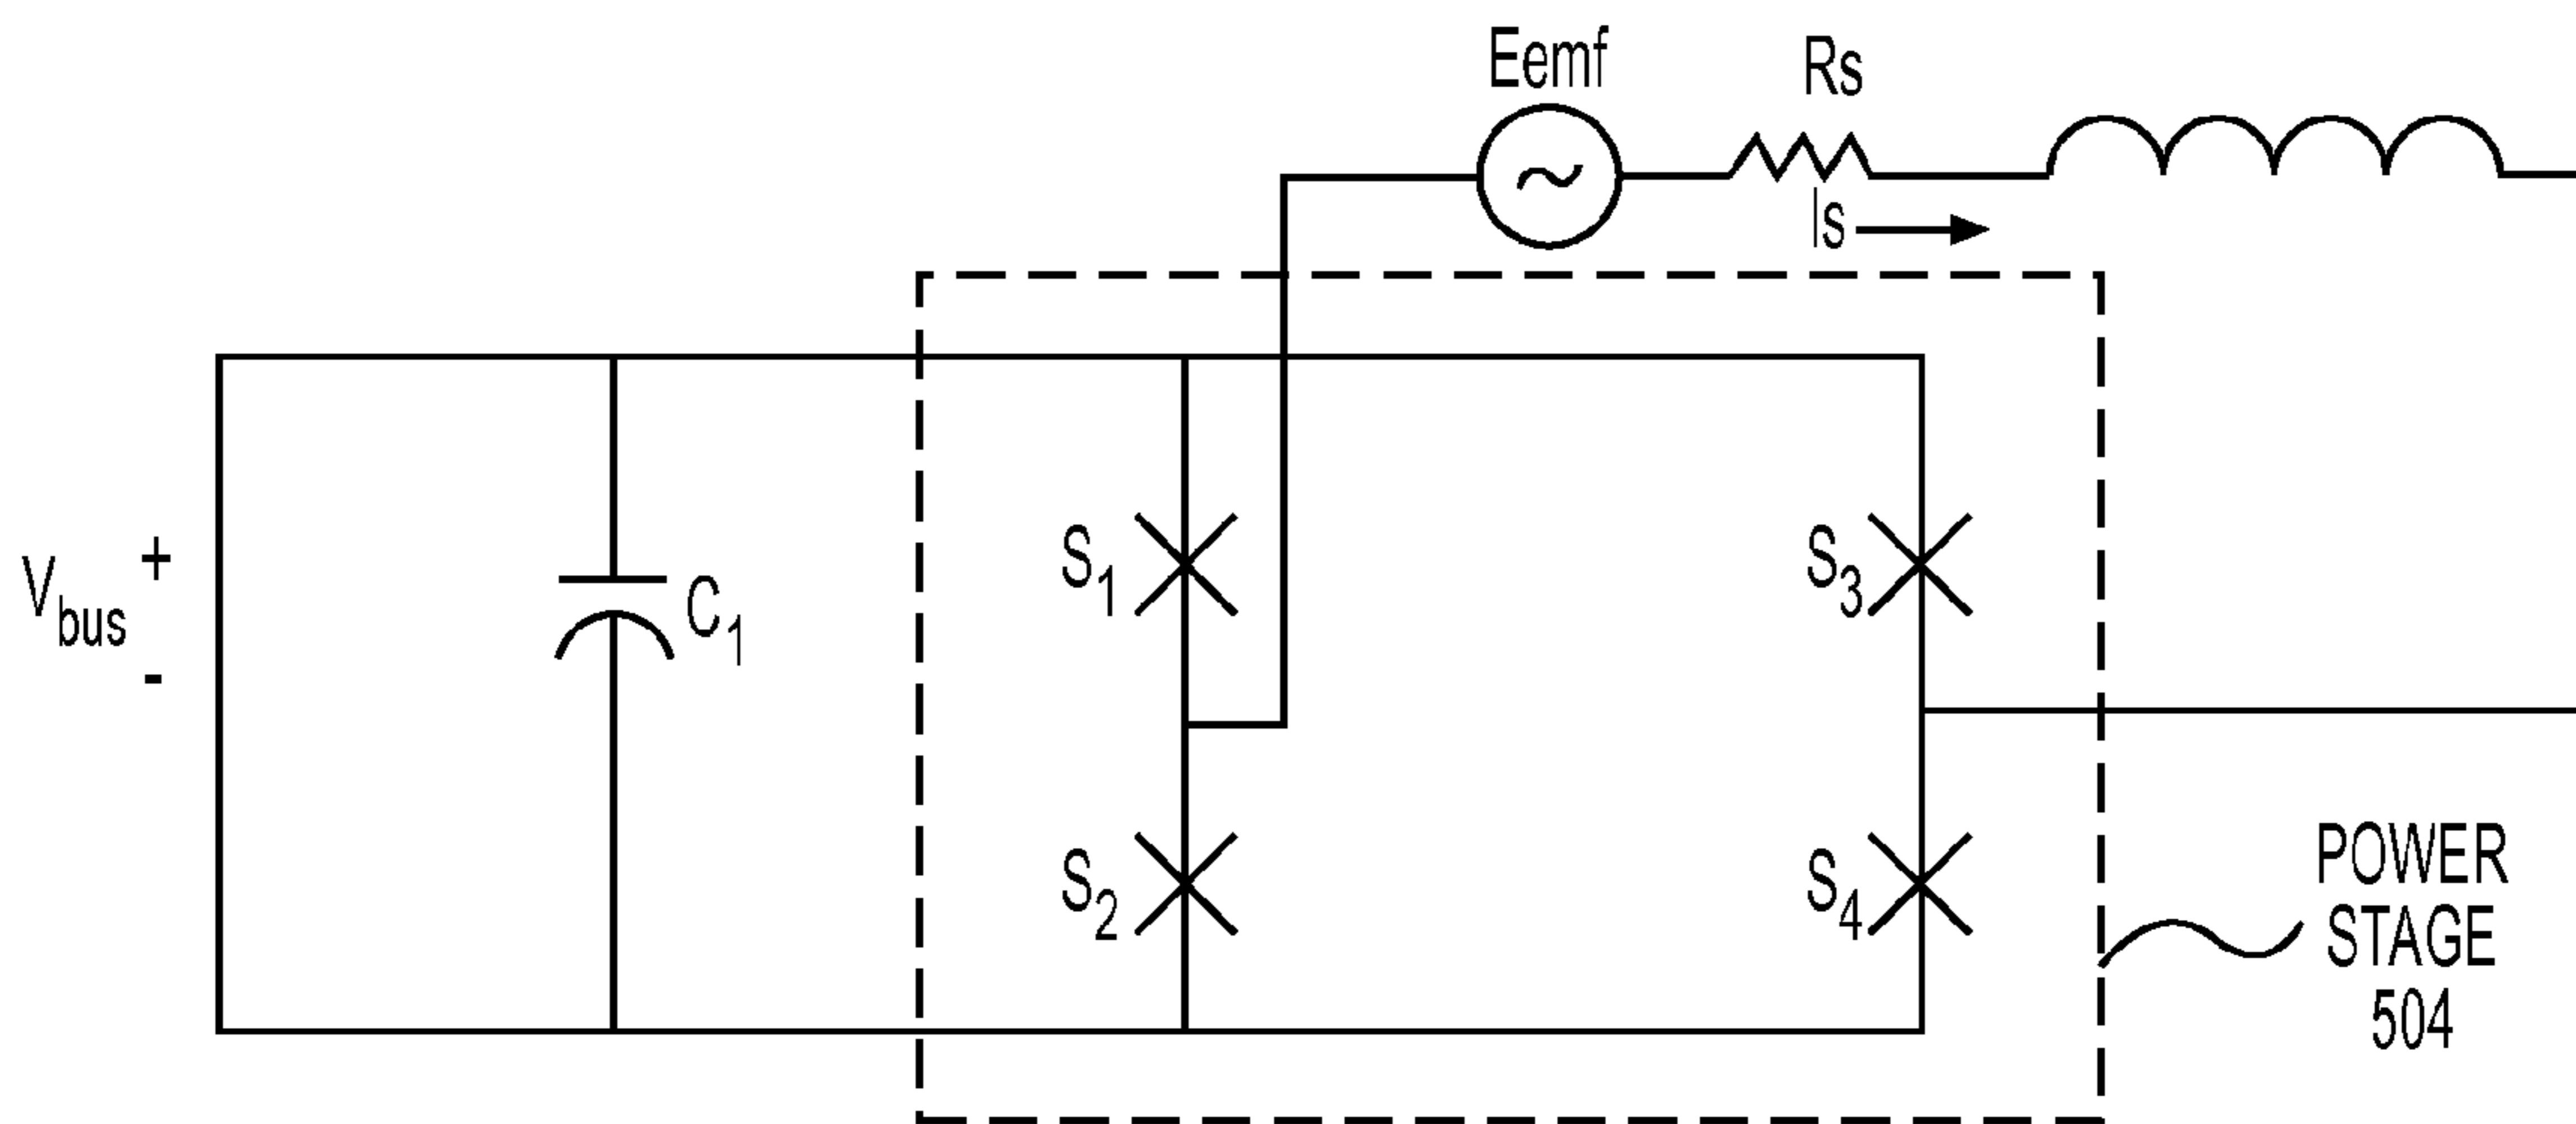 Eemf
Rs
Is
Vbus
+
-
C1
S1
S3
S2
S4
POWER
STAGE
504